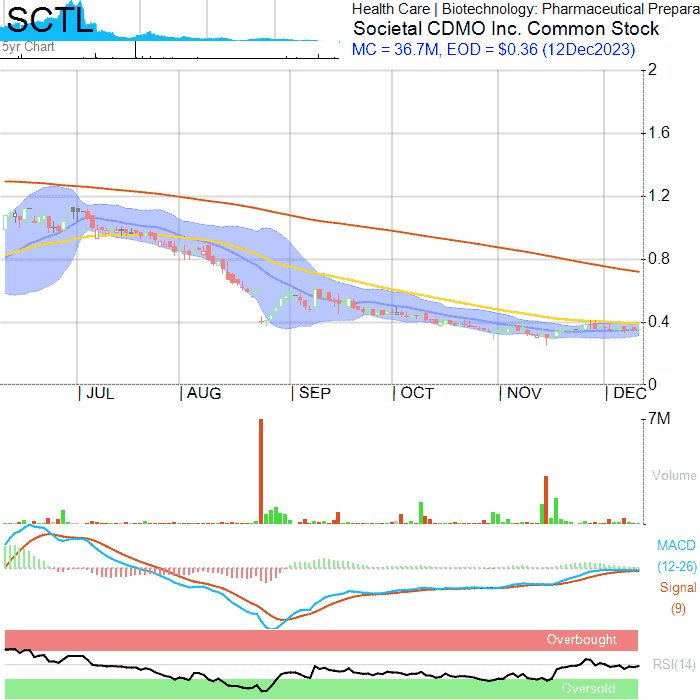 SCTL
5yr Chart
Health Care | Biotechnology: Pharmaceutical Prepara
Societal CDMO Inc. Common Stock
MC = 36.7M, EOD = $0.36 (12Dec2023)
2
1.6
1.2
0.8
0.4
0
| JUL | AUG | SEP | OCT | NOV | DEC
7M
Volume
MACD
(12-26)
Signal
(9)
Overbought
RSI(14)
Oversold